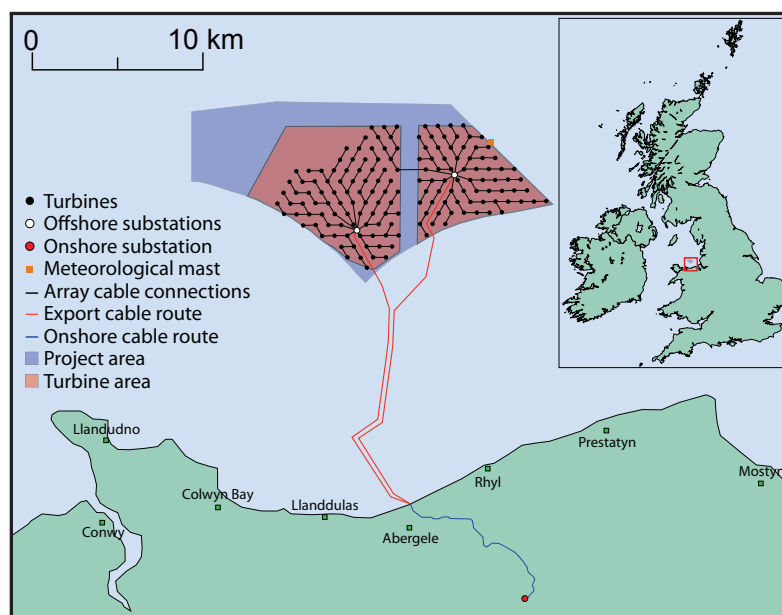 0
10 km
Turbines
Offshore substations
Onshore substation
Meteorological mast
Array cable connections
Export cable route
Onshore cable route
Project area
Turbine area
Llandudno
Prestatyn
Rhyl
Mostyn
Colwyn Bay
Llanddulas
Conwy
Abergele